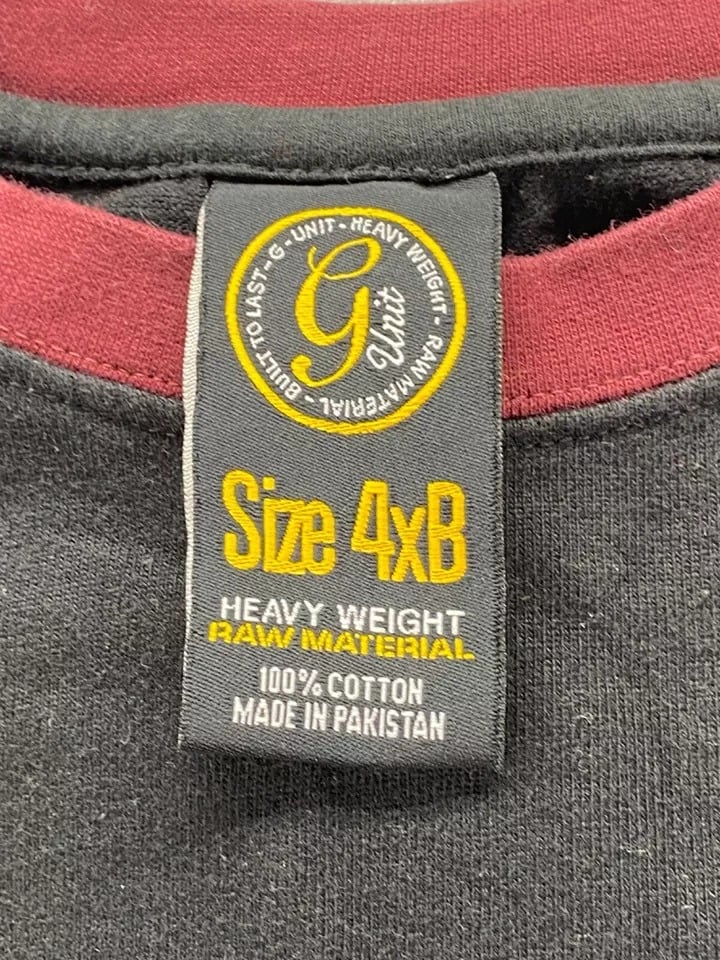 BUILT TO LAST - G - UNIT - HEAVY WEIGHT - RAW MATERIAL -
G
Unit
Size 4xB
HEAVY WEIGHT
RAW MATERIAL
100% COTTON
MADE IN PAKISTAN